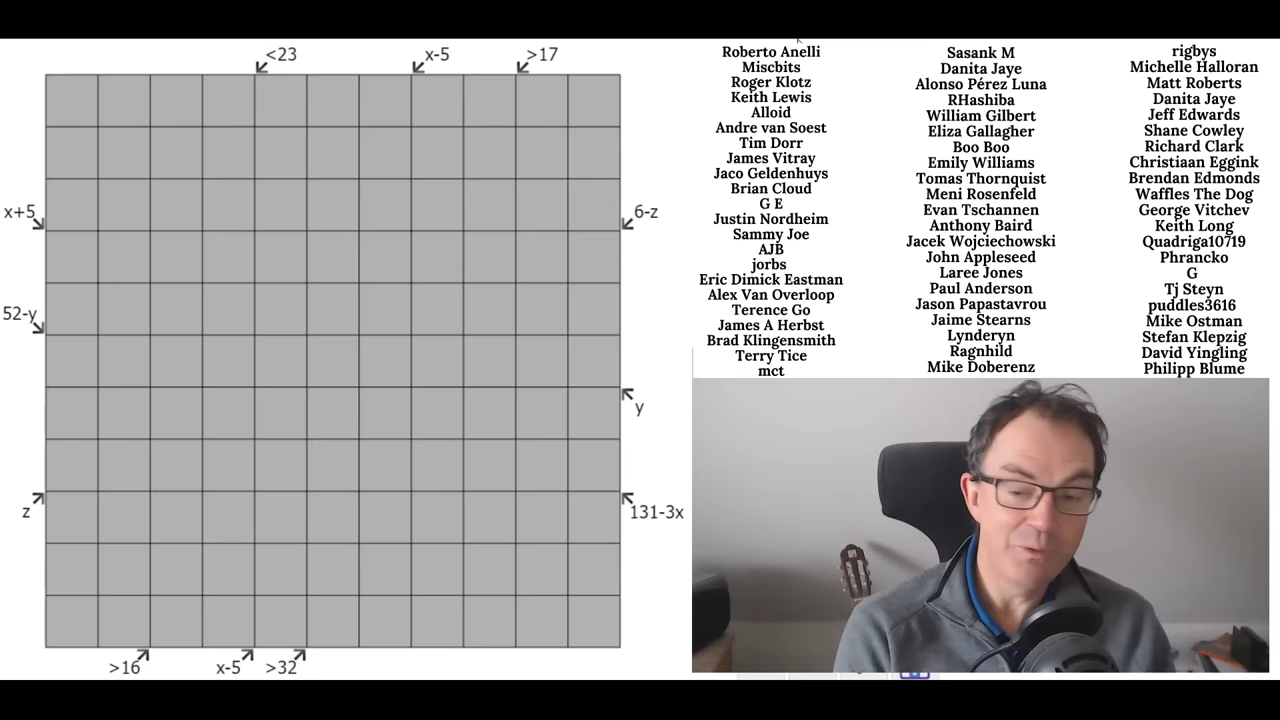 <23
x-5
>17
x+5
6-z
52-y
y
z
131-3x
>16
x-5
>32
Roberto Anelli
Miscbits
Roger Klotz
Keith Lewis
Alloid
Andre van Soest
Tim Dorr
James Vitray
Jaco Geldenhuys
Brian Cloud
G E
Justin Nordheim
Sammy Joe
AJB
jorbs
Eric Dimick Eastman
Alex Van Overloop
Terence Go
James A Herbst
Brad Klingensmith
Terry Tice
mct
Sasank M
Danita Jaye
Alonso Pérez Luna
RHashiba
William Gilbert
Eliza Gallagher
Boo Boo
Emily Williams
Tomas Thornquist
Meni Rosenfeld
Evan Tschannen
Anthony Baird
Jacek Wojciechowski
John Appleseed
Laree Jones
Paul Anderson
Jason Papastavrou
Jaime Stearns
Lynderyn
Ragnhild
Mike Doberenz
rigbys
Michelle Halloran
Matt Roberts
Danita Jaye
Jeff Edwards
Shane Cowley
Richard Clark
Christiaan Eggink
Brendan Edmonds
Waffles The Dog
George Vitchev
Keith Long
Quadriga10719
Phrancko
G
Tj Steyn
puddles3616
Mike Ostman
Stefan Klepzig
David Yingling
Philipp Blume